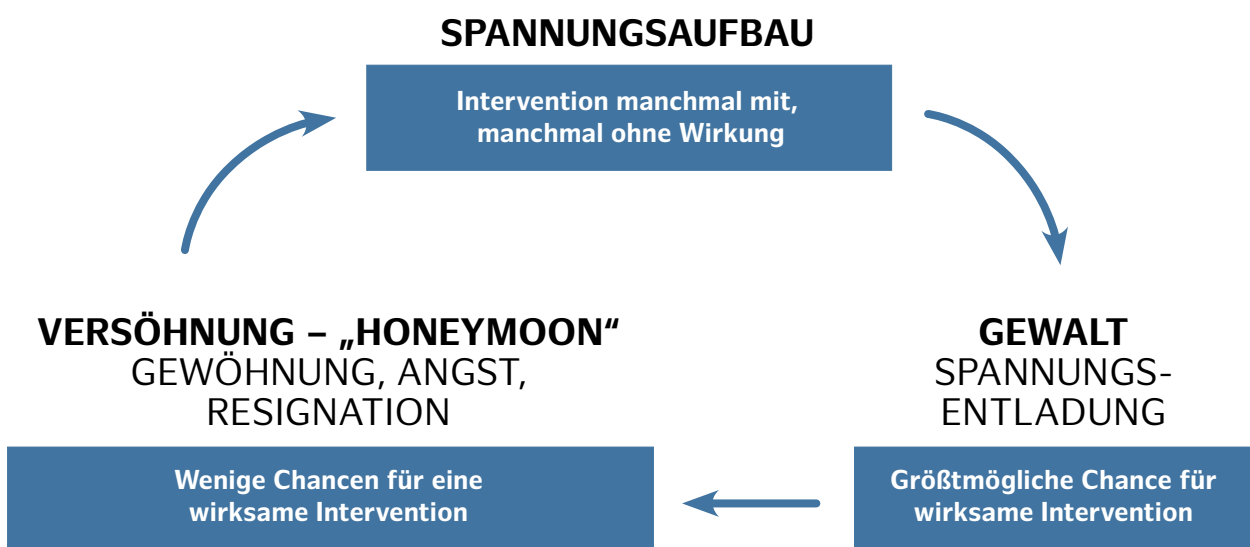 SPANNUNGSAUFBAU
Intervention manchmal mit,
manchmal ohne Wirkung
VERSÖHNUNG – „HONEYMOON“
GEWÖHNUNG, ANGST,
RESIGNATION
Wenige Chancen für eine
wirksame Intervention
GEWALT
SPANNUNGS-
ENTLADUNG
Größtmögliche Chance für
wirksame Intervention